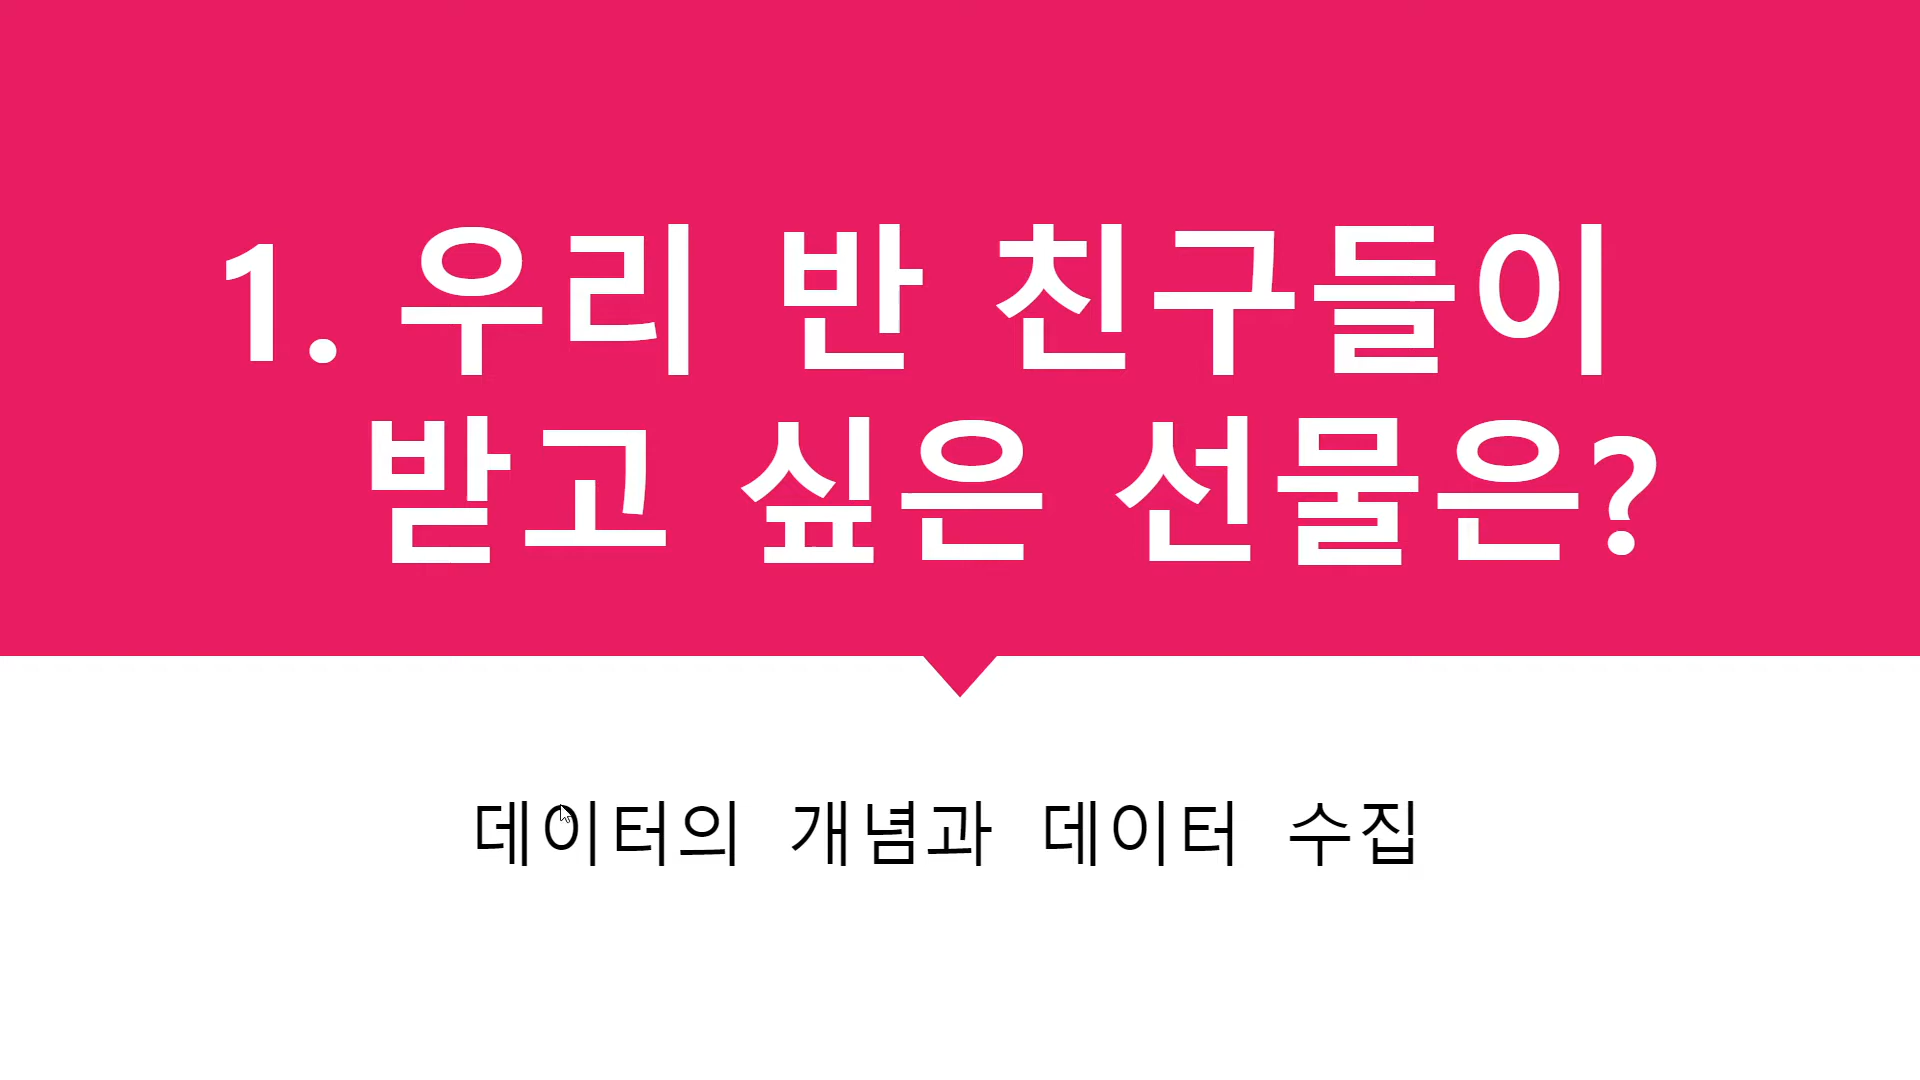 1. 우리 반 친구들이
받고 싶은 선물은?
데이터의 개념과 데이터 수집